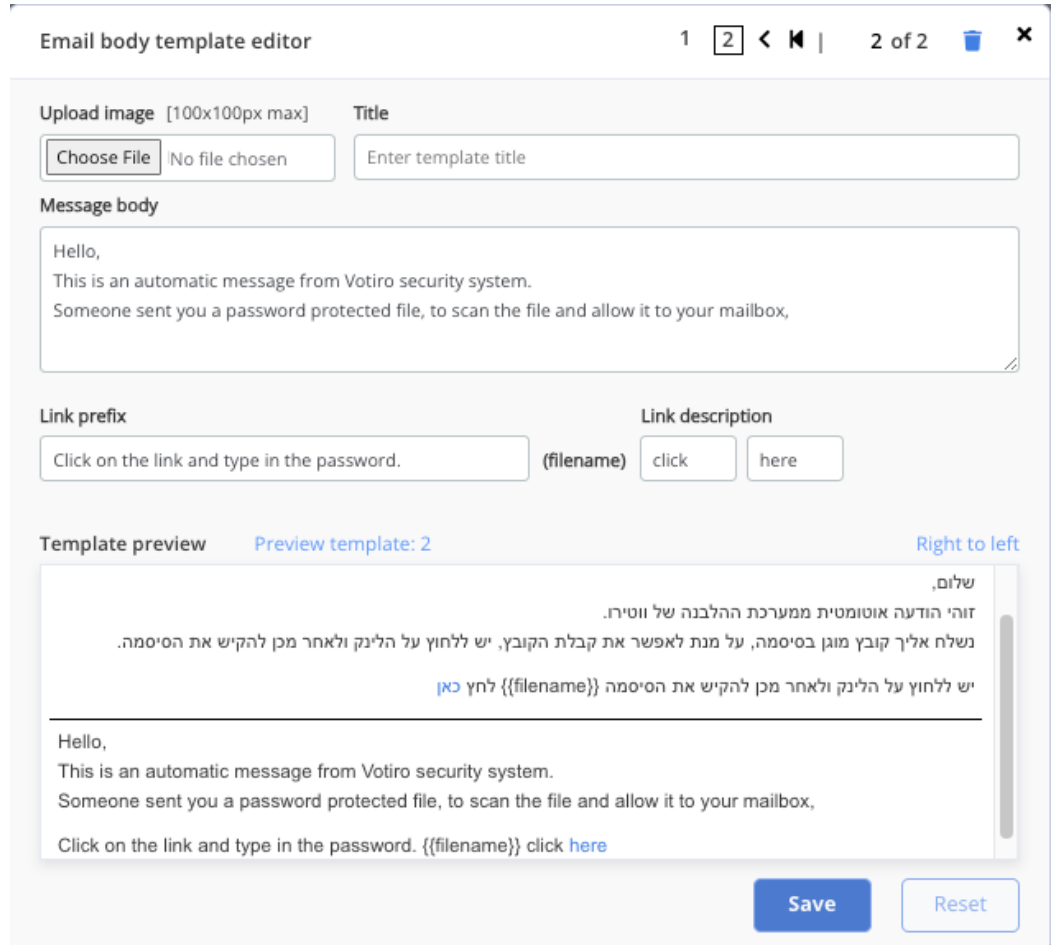 Email body template editor 1 2 | 2 of 2
Upload image [100x100px max] Title
Choose File No file chosen Enter template title
Message body
Hello,
This is an automatic message from Votiro security system.
Someone sent you a password protected file, to scan the file and allow it to your mailbox,
Link prefix Link description
Click on the link and type in the password. (filename) click here
Template preview Preview template: 2 Right to left
שלום,
זוהי הודעה אוטומטית ממערכת ההלבנה של ווטירו.
נשלח אליך קובץ מוגן בסיסמה, על מנת לאפשר את קבלת הקובץ, יש ללחוץ על הלינק ולאחר מכן להקיש את הסיסמה.
יש ללחוץ על הלינק ולאחר מכן להקיש את הסיסמה {{filename}} לחץ כאן
Hello,
This is an automatic message from Votiro security system.
Someone sent you a password protected file, to scan the file and allow it to your mailbox,
Click on the link and type in the password. {{filename}} click here
Save Reset